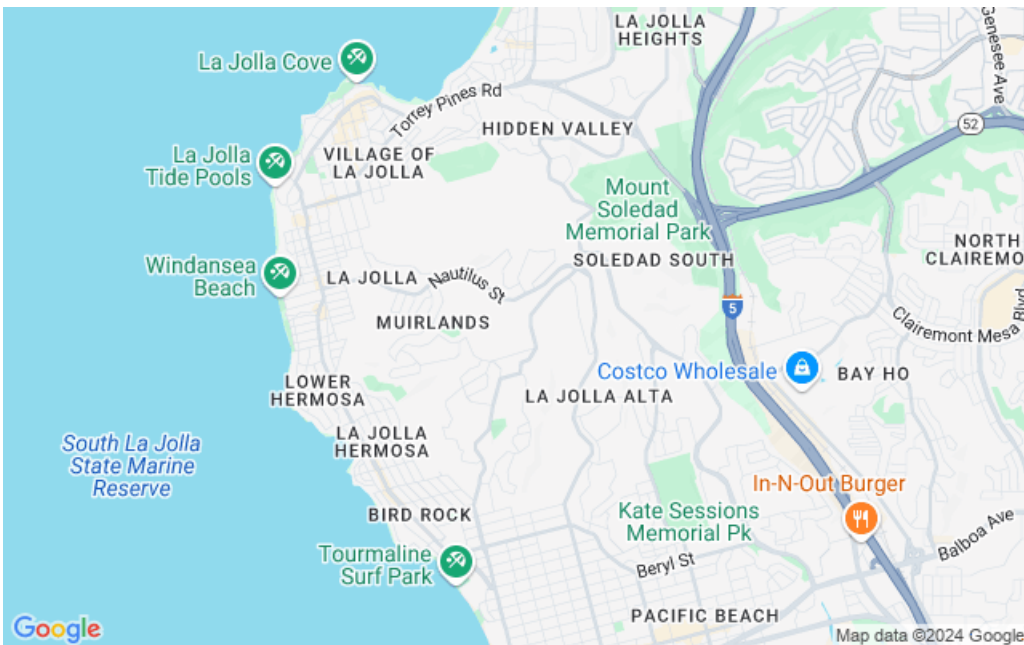 LA JOLLA
HEIGHTS
Genesee Ave
La Jolla Cove
Torrey Pines Rd
52
HIDDEN VALLEY
La Jolla
Tide Pools
VILLAGE OF
LA JOLLA
Mount
Soledad
Memorial Park
NORTH
CLAIREMO
SOLEDAD SOUTH
Windansea
Beach
LA JOLLA
Nautilus St
5
MUIRLANDS
Clairemont Mesa Blvd
Costco Wholesale
BAY HO
LOWER
HERMOSA
LA JOLLA ALTA
LA JOLLA
HERMOSA
South La Jolla
State Marine
Reserve
In-N-Out Burger
BIRD ROCK
Kate Sessions
Memorial Pk
Balboa Ave
Tourmaline
Surf Park
Beryl St
PACIFIC BEACH
Google
Map data ©2024 Google